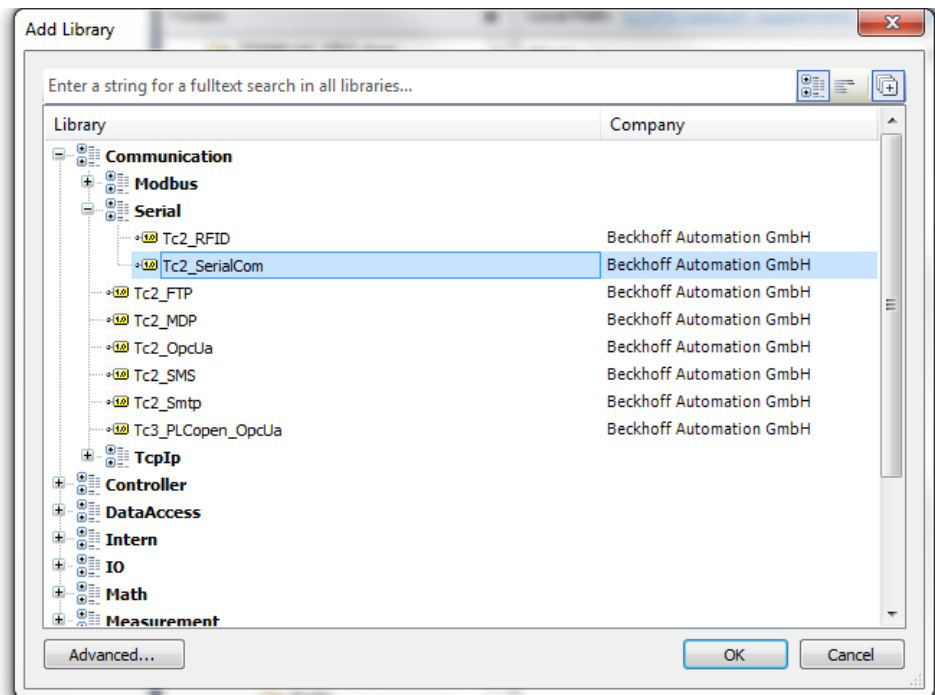 Add Library
Enter a string for a fulltext search in all libraries...
Library Company
Communication
Modbus
Serial
Tc2_RFID Beckhoff Automation GmbH
Tc2_SerialCom Beckhoff Automation GmbH
Tc2_FTP Beckhoff Automation GmbH
Tc2_MDP Beckhoff Automation GmbH
Tc2_OpcUa Beckhoff Automation GmbH
Tc2_SMS Beckhoff Automation GmbH
Tc2_Smtp Beckhoff Automation GmbH
Tc3_PLCopen_OpcUa Beckhoff Automation GmbH
TcpIp
Controller
DataAccess
Intern
IO
Math
Measurement
Advanced... OK Cancel